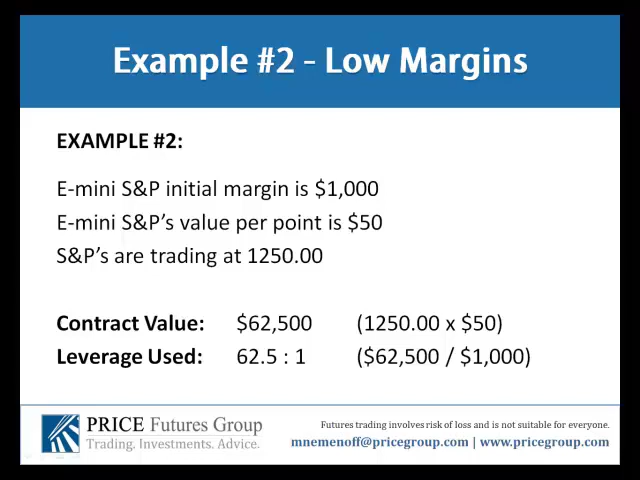 Example #2 - Low Margins
EXAMPLE #2:
E-mini S&P initial margin is $1,000
E-mini S&P's value per point is $50
S&P's are trading at 1250.00
Contract Value: $62,500 (1250.00 x $50)
Leverage Used: 62.5 : 1 ($62,500 / $1,000)
PRICE Futures Group
Trading. Investments. Advice.
Futures trading involves risk of loss and is not suitable for everyone.
mnemenoff@pricegroup.com | www.pricegroup.com